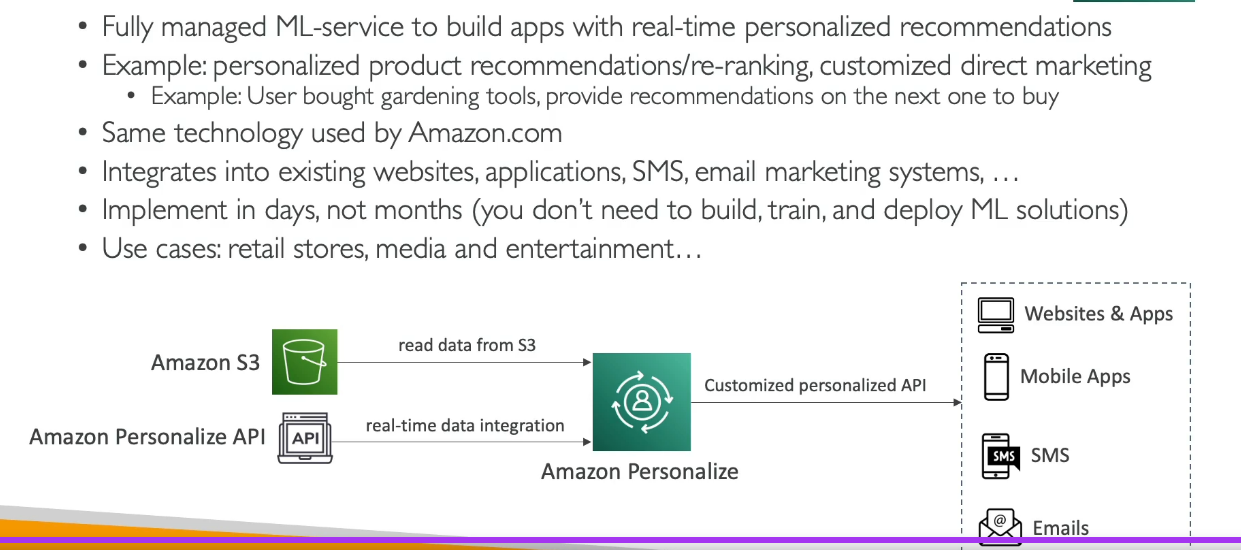 • Fully managed ML-service to build apps with real-time personalized recommendations
• Example: personalized product recommendations/re-ranking, customized direct marketing
• Example: User bought gardening tools, provide recommendations on the next one to buy
• Same technology used by Amazon.com
• Integrates into existing websites, applications, SMS, email marketing systems, …
• Implement in days, not months (you don't need to build, train, and deploy ML solutions)
• Use cases: retail stores, media and entertainment…
Amazon S3
read data from S3
Amazon Personalize API
API
real-time data integration
Amazon Personalize
Customized personalized API
Websites & Apps
Mobile Apps
SMS
SMS
@
Emails